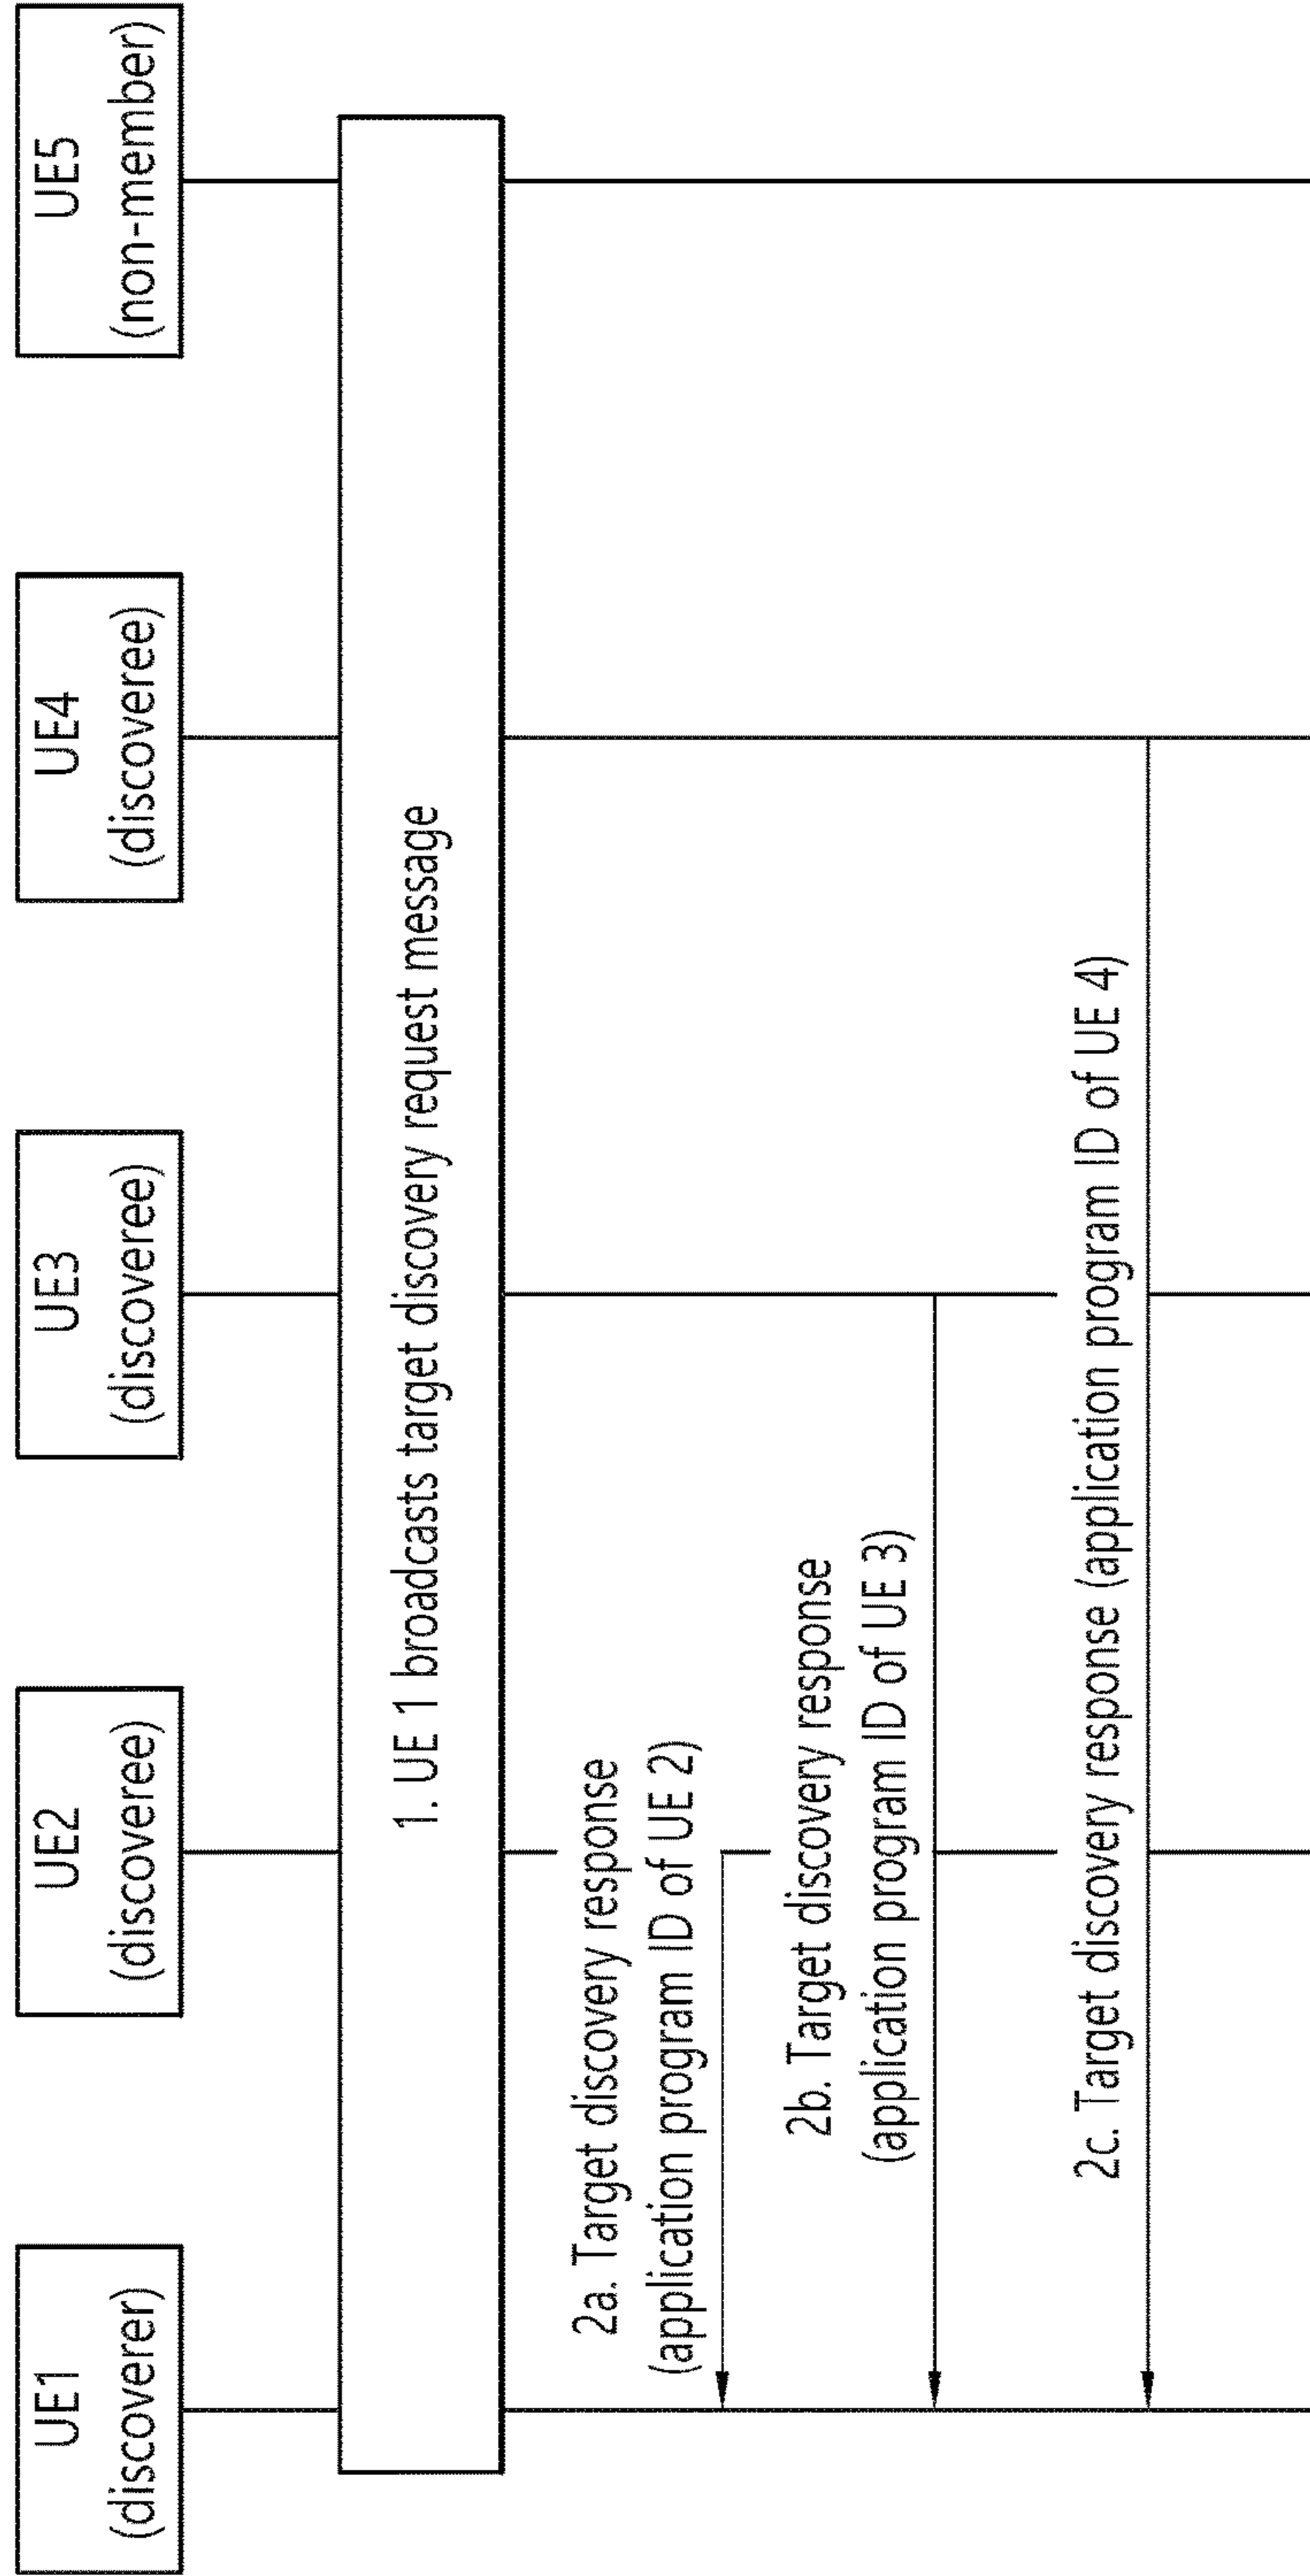 UE1
(discoverer)
UE2
(discoveree)
UE3
(discoveree)
UE4
(discoveree)
UE5
(non-member)
1. UE 1 broadcasts target discovery request message
2a. Target discovery response
(application program ID of UE 2)
2b. Target discovery response
(application program ID of UE 3)
2c. Target discovery response (application program ID of UE 4)